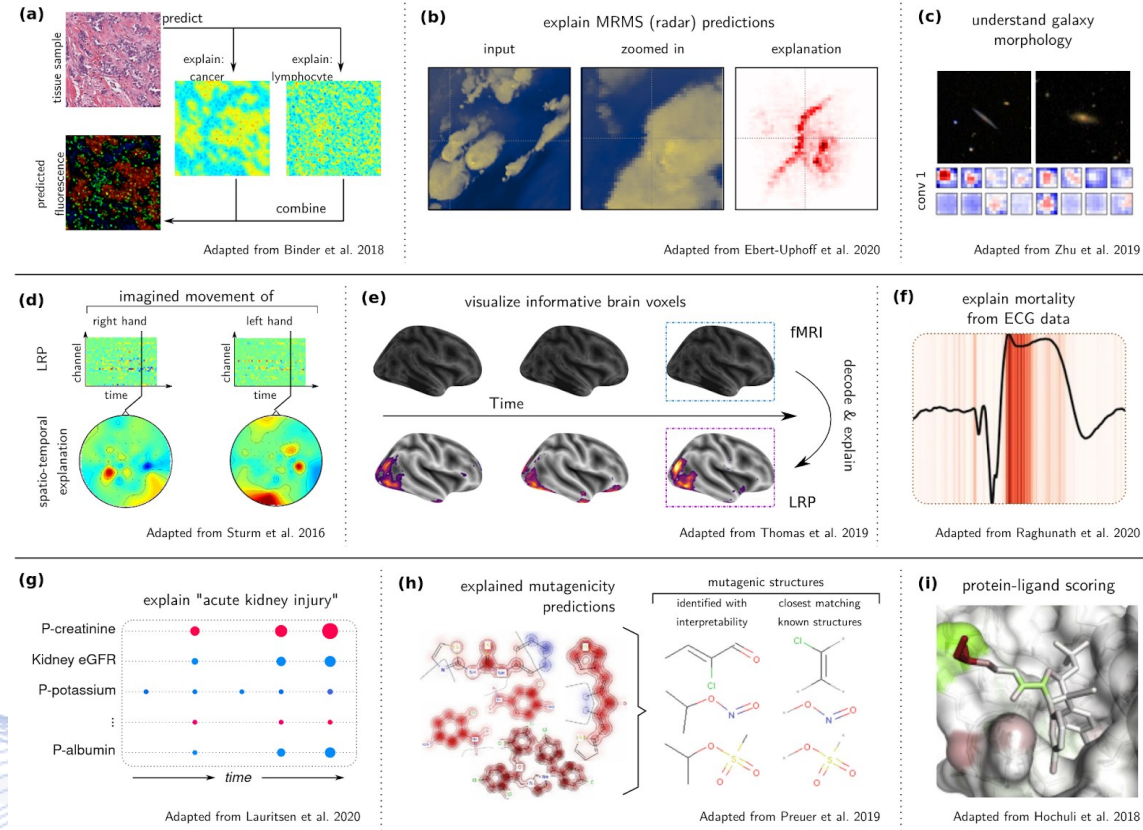 (a)
predict
tissue sample
explain:
cancer
explain:
lymphocyte
predicted
fluorescence
combine
Adapted from Binder et al. 2018
(b)
explain MRMS (radar) predictions
input
zoomed in
explanation
Adapted from Ebert-Uphoff et al. 2020
(c)
understand galaxy
morphology
conv 1
Adapted from Zhu et al. 2019
(d)
imagined movement of
right hand
left hand
LRP
channel
channel
time
time
spatio-temporal
explanation
Adapted from Sturm et al. 2016
(e)
visualize informative brain voxels
fMRI
Time
decode & explain
LRP
Adapted from Thomas et al. 2019
(f)
explain mortality
from ECG data
Adapted from Raghunath et al. 2020
(g)
explain "acute kidney injury"
P-creatinine
Kidney eGFR
P-potassium
⋮
P-albumin
time
Adapted from Lauritsen et al. 2020
(h)
explained mutagenicity
predictions
mutagenic structures
identified with
interpretability
closest matching
known structures
O
Cl
Cl
O
N
O
O
N
O
O
S
O
O
O
S
O
O
Adapted from Preuer et al. 2019
(i)
protein-ligand scoring
Adapted from Hochuli et al. 2018